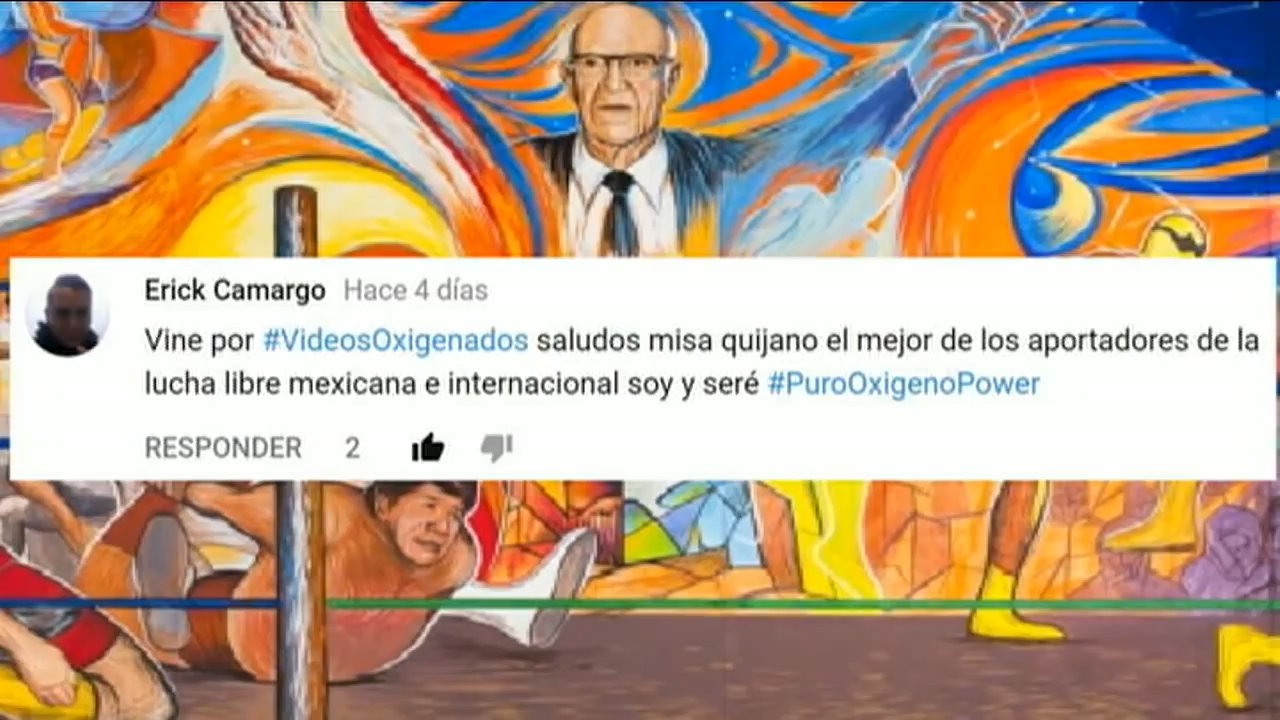 Erick Camargo Hace 4 días
Vine por #VideosOxigenados saludos misa quijano el mejor de los aportadores de la
lucha libre mexicana e internacional soy y seré #PuroOxigenoPower
RESPONDER 2